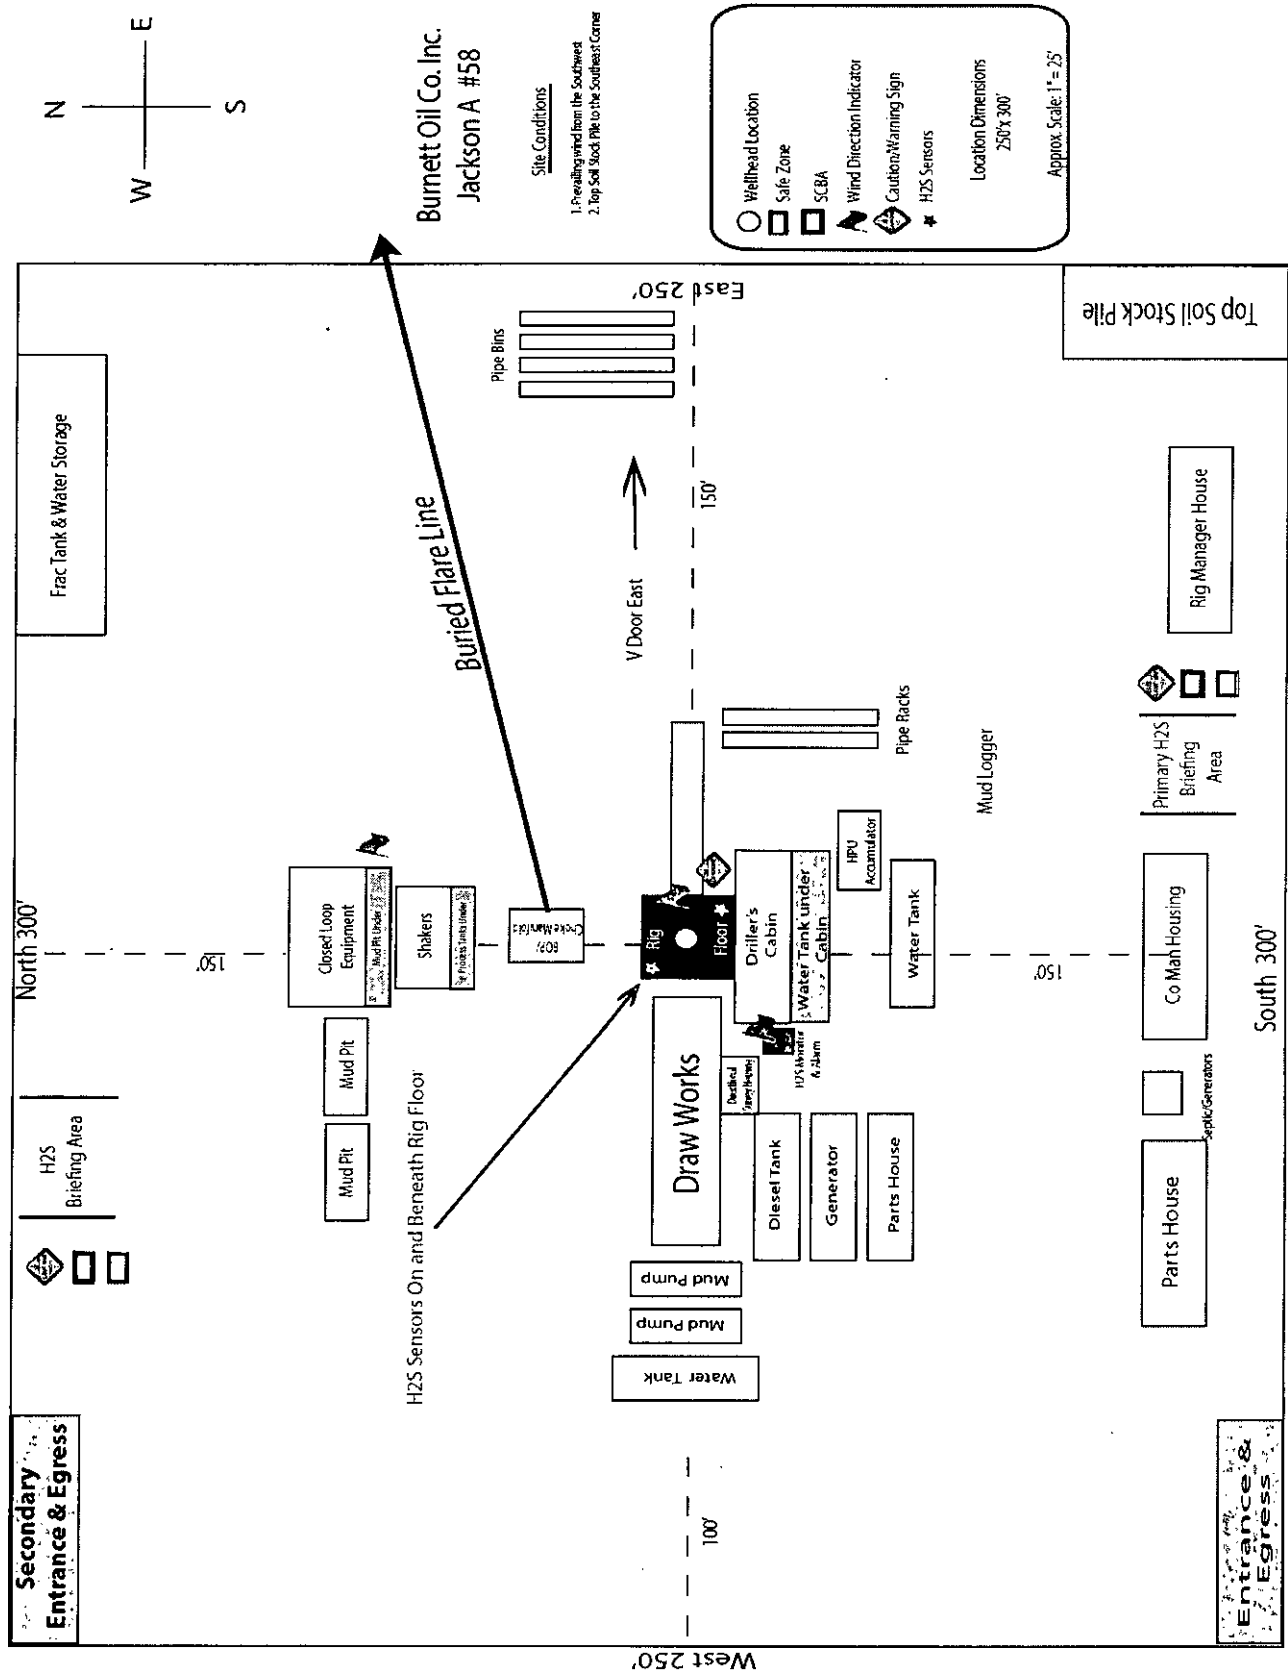 N
W
E
S
Burnett Oil Co. Inc.
Jackson A #58
Site Conditions
1. Prevailing wind from the Southwest
2. Top Soil Stock Pile to the Southeast Corner
Wellhead Location
Safe Zone
SCBA
Wind Direction Indicator
Caution/Warning Sign
H2S Sensors
Location Dimensions
250'x 300'
Approx. Scale: 1" = 25'
North 300'
East 250'
South 300'
West 250'
Secondary
Entrance & Egress
H2S
Briefing Area
Frac Tank & Water Storage
150'
Mud Pit
Mud Pit
Closed Loop
Equipment
Mud Pit Under
Shakers
Process Tanks Under
Choke Manifold
Buried Flare Line
Pipe Bins
H2S Sensors On and Beneath Rig Floor
Rig
Floor
V Door East
150'
100'
Water Tank
Mud Pump
Mud Pump
Draw Works
Driller's
Cabin
Water Tank under
Cabin
H2S Monitor
& Alarm
Diesel Tank
Generator
Parts House
HPU
Accumulator
Water Tank
Pipe Racks
Mud Logger
150'
Entrance &
Egress
Parts House
Septic/Generators
Co Man Housing
Primary H2S
Briefing
Area
Rig Manager House
Top Soil Stock Pile